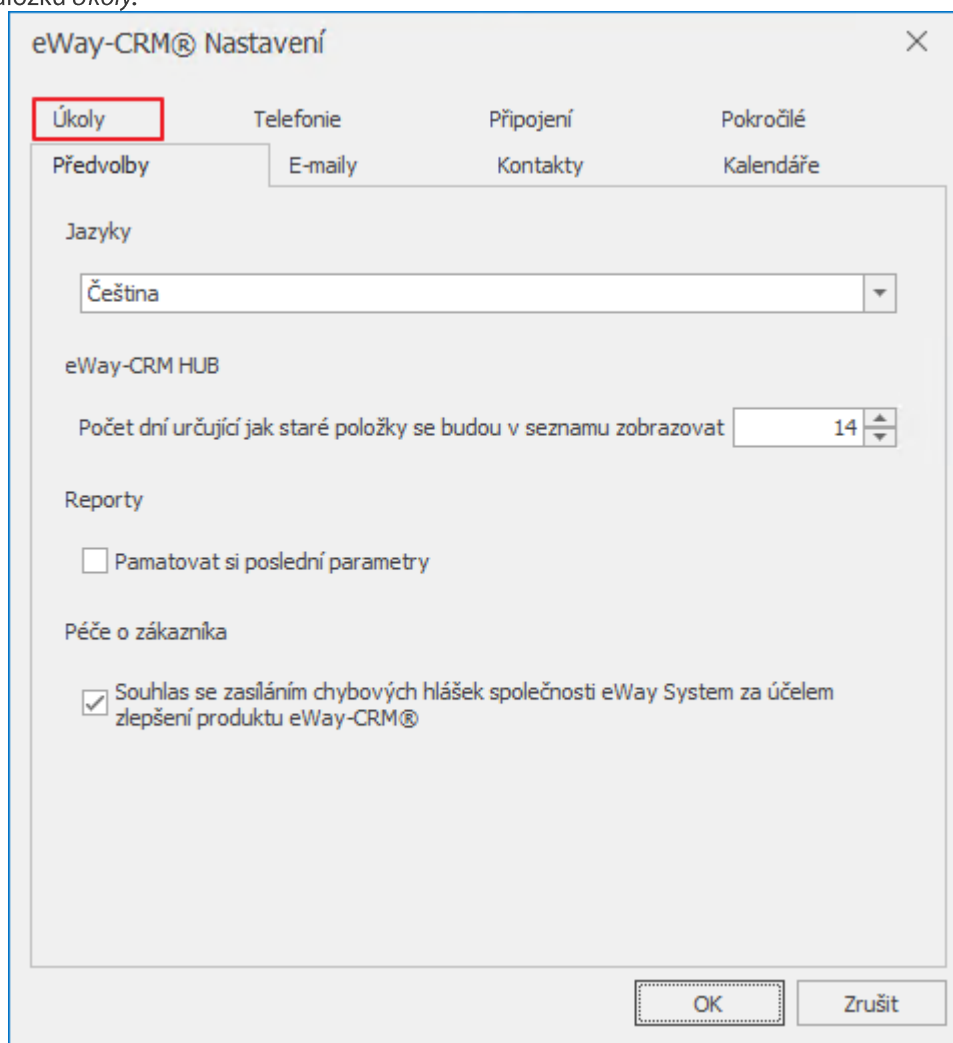 Úkoly.
eWay-CRM® Nastavení
Úkoly Telefonie Připojení Pokročilé
Předvolby E-maily Kontakty Kalendáře
Jazyky
Čeština
eWay-CRM HUB
Počet dní určující jak staré položky se budou v seznamu zobrazovat 14
Reporty
Pamatovat si poslední parametry
Péče o zákazníka
Souhlas se zasíláním chybových hlášek společnosti eWay System za účelem
zlepšení produktu eWay-CRM®
OK Zrušit